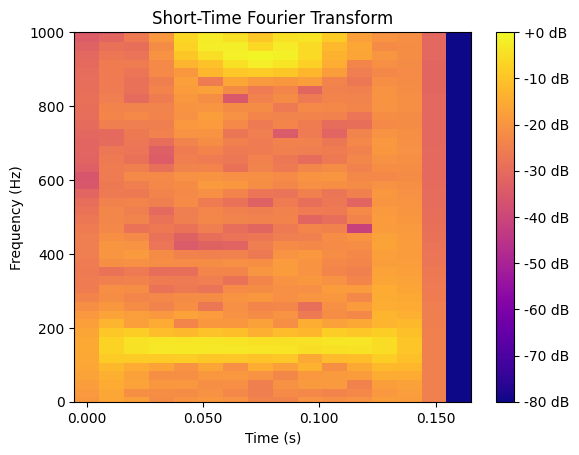 Short-Time Fourier Transform
1000
800
600
400
200
0
Frequency (Hz)
0.000
0.050
0.100
0.150
Time (s)
+0 dB
-10 dB
-20 dB
-30 dB
-40 dB
-50 dB
-60 dB
-70 dB
-80 dB